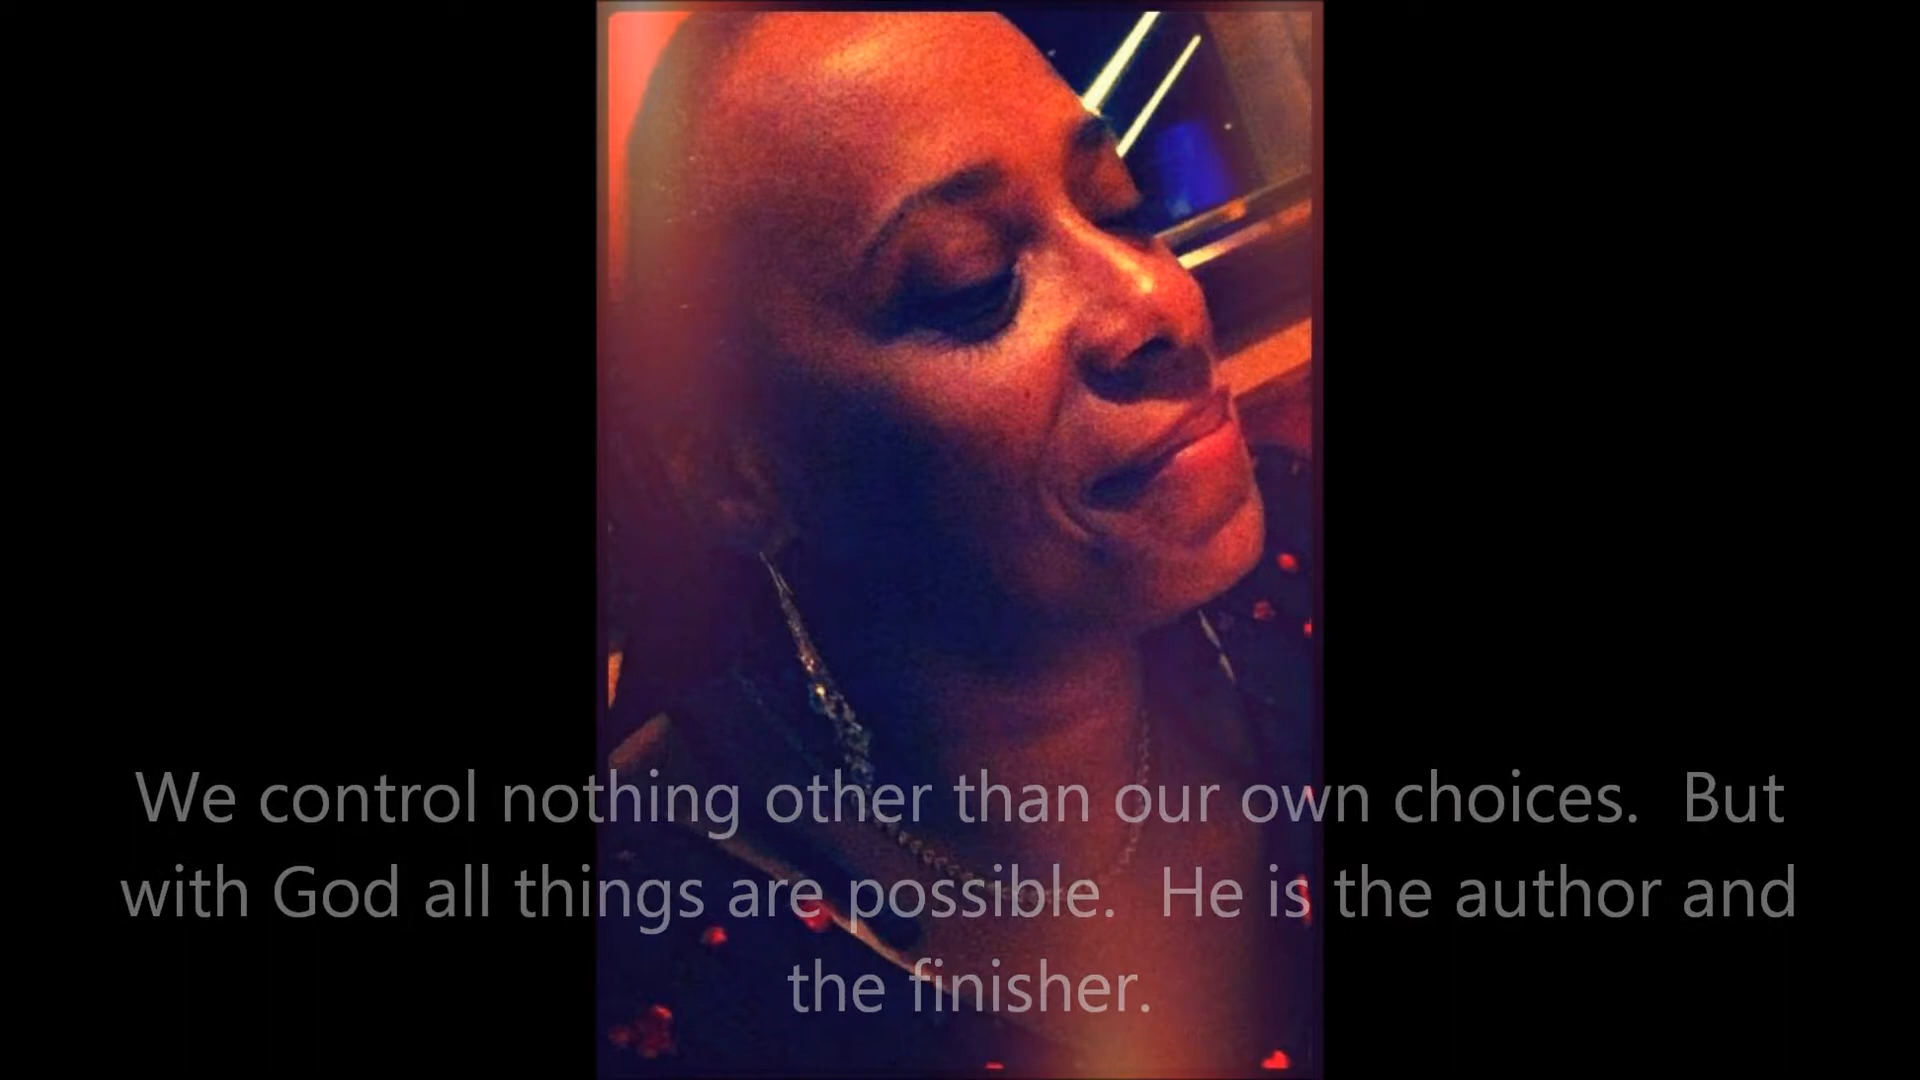 We control nothing other than our own choices.  But
with God all things are possible.  He is the author and
the finisher.